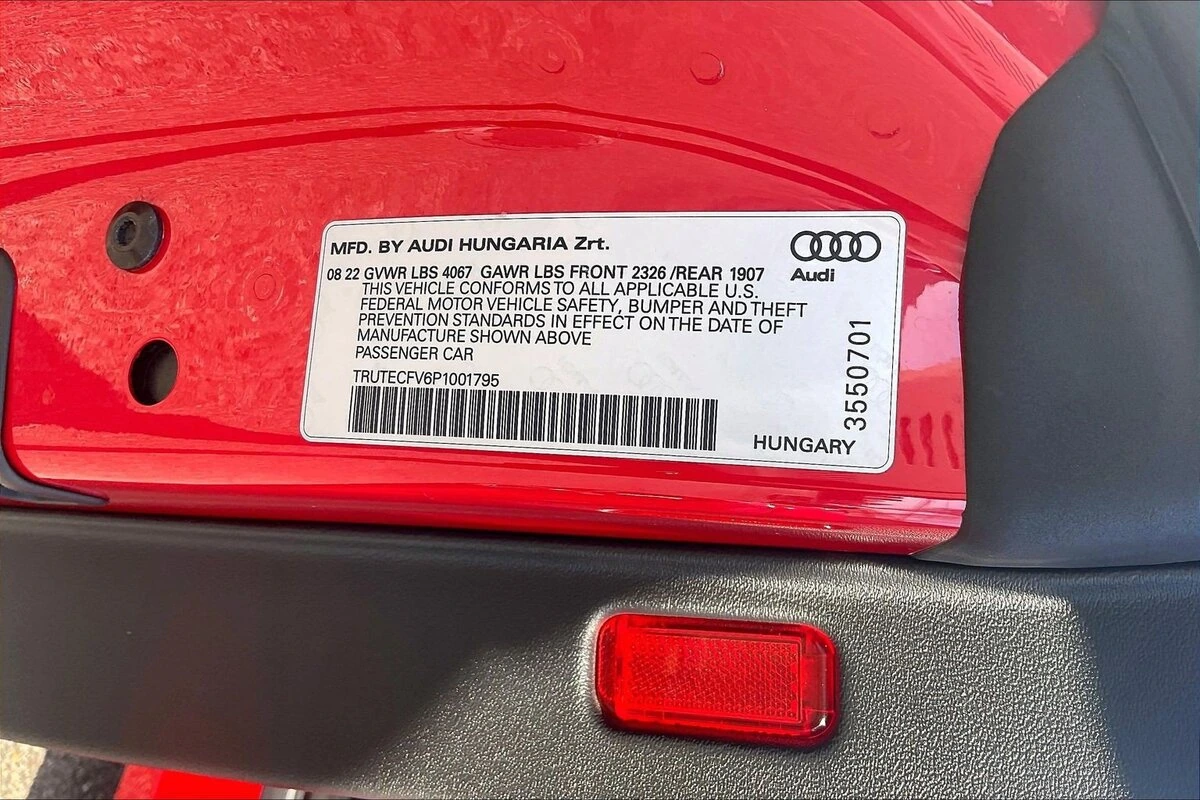 MFD. BY AUDI HUNGARIA Zrt.
Audi
08 22 GVWR LBS 4067 GAWR LBS FRONT 2326 /REAR 1907
THIS VEHICLE CONFORMS TO ALL APPLICABLE U.S.
FEDERAL MOTOR VEHICLE SAFETY, BUMPER AND THEFT
PREVENTION STANDARDS IN EFFECT ON THE DATE OF
MANUFACTURE SHOWN ABOVE
PASSENGER CAR
TRUTECFV6P1001795
3550701
HUNGARY